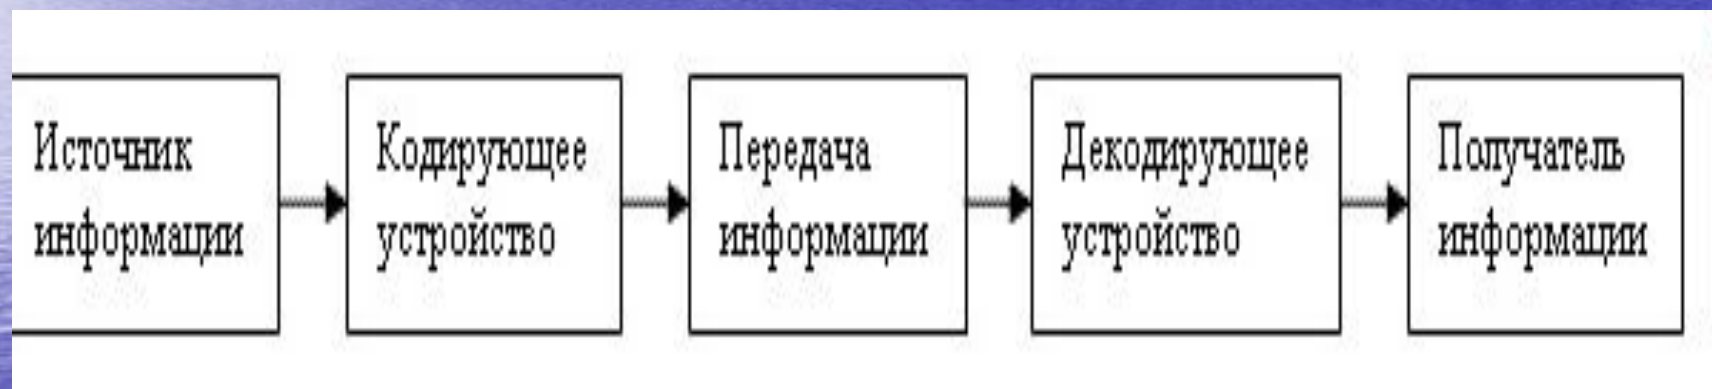 Источник
информации
Кодирующее
устройство
Передача
информации
Декодирующее
устройство
Получатель
информации